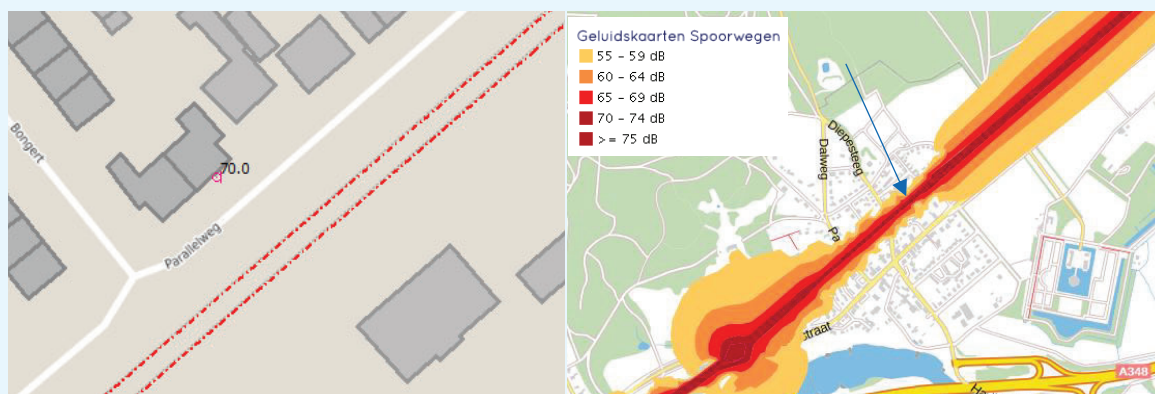 Bongert
70.0
Parallelweg
Geluidskaarten Spoorwegen
55 - 59 dB
60 - 64 dB
65 - 69 dB
70 - 74 dB
>= 75 dB
Diepesteeg
Dalweg
Pa
straat
A348
Ha